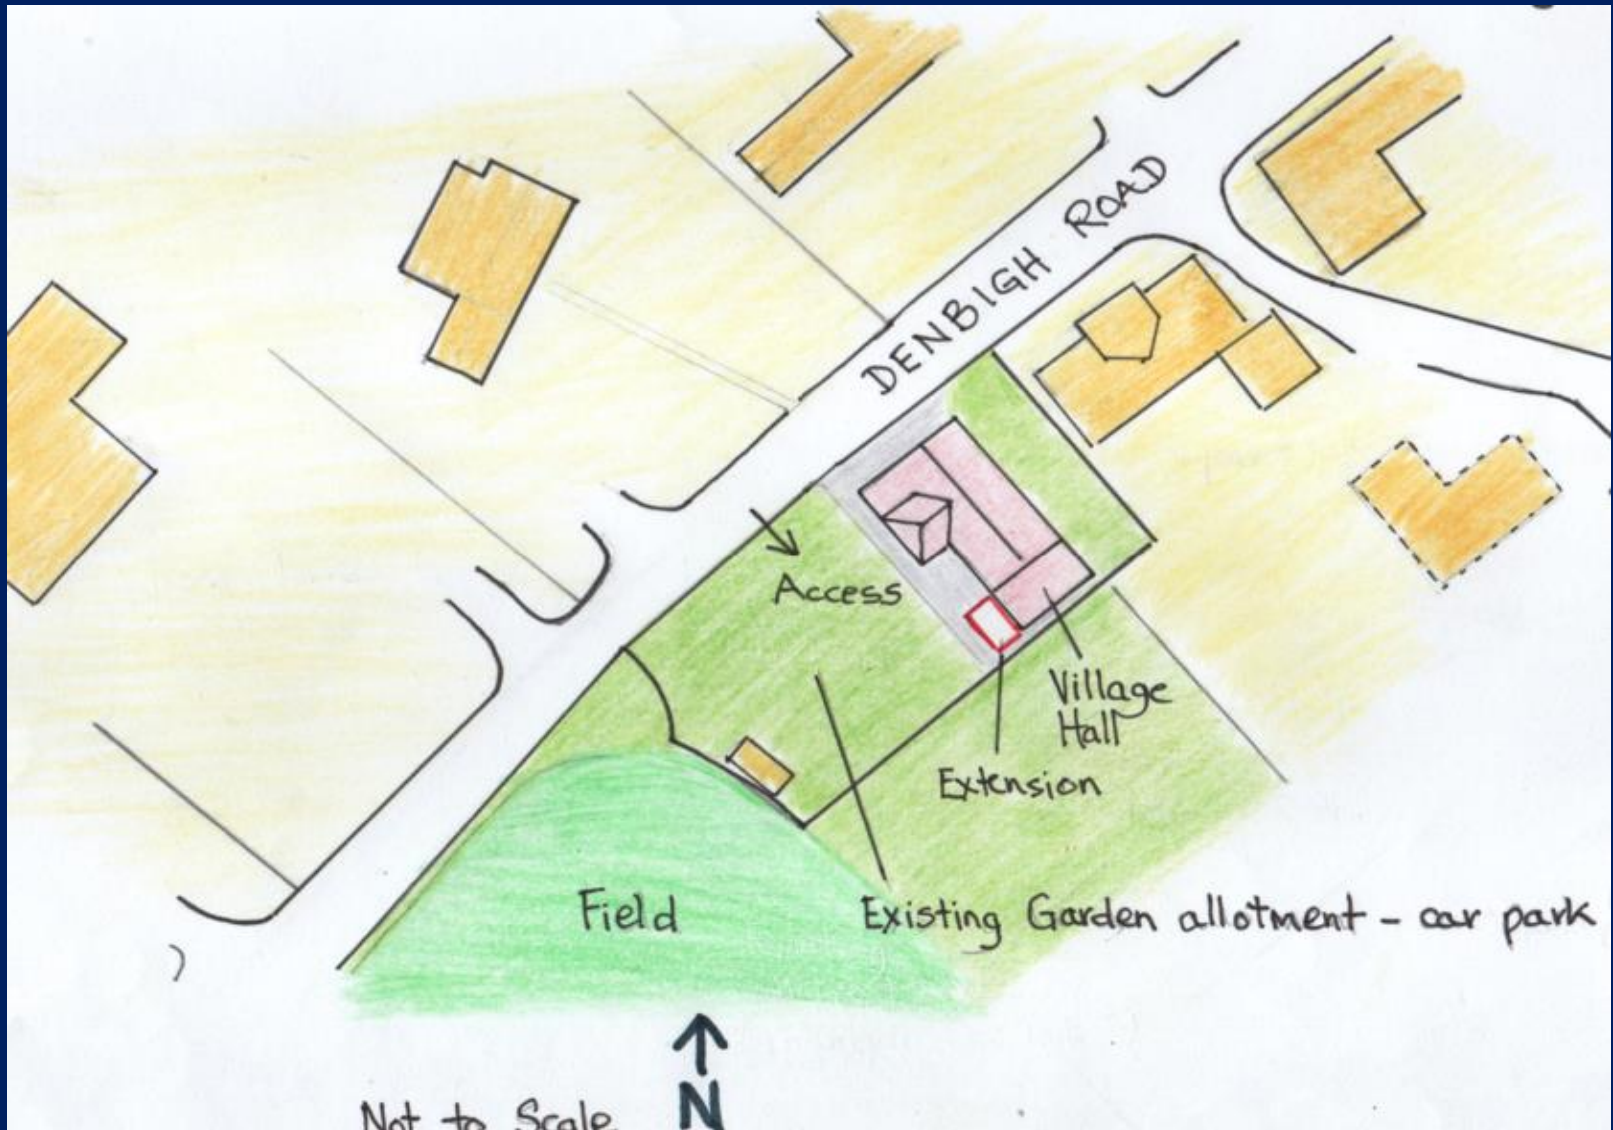 DENBIGH ROAD
Access
Village
Hall
Extension
Field
Existing Garden allotment - car park
N
Not to Scale